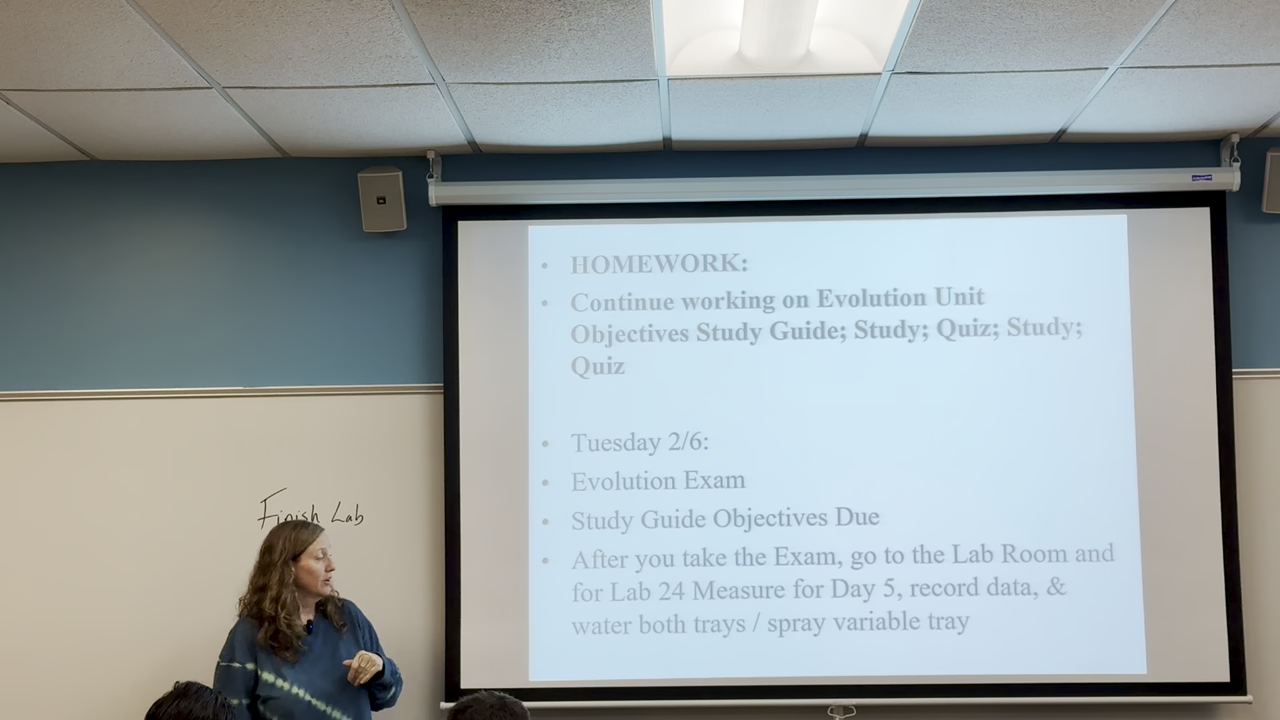 HOMEWORK:
Continue working on Evolution Unit
Objectives Study Guide; Study; Quiz; Study;
Quiz
Tuesday 2/6:
Evolution Exam
Study Guide Objectives Due
After you take the Exam, go to the Lab Room and
for Lab 24 Measure for Day 5, record data, &
water both trays / spray variable tray
Finish Lab